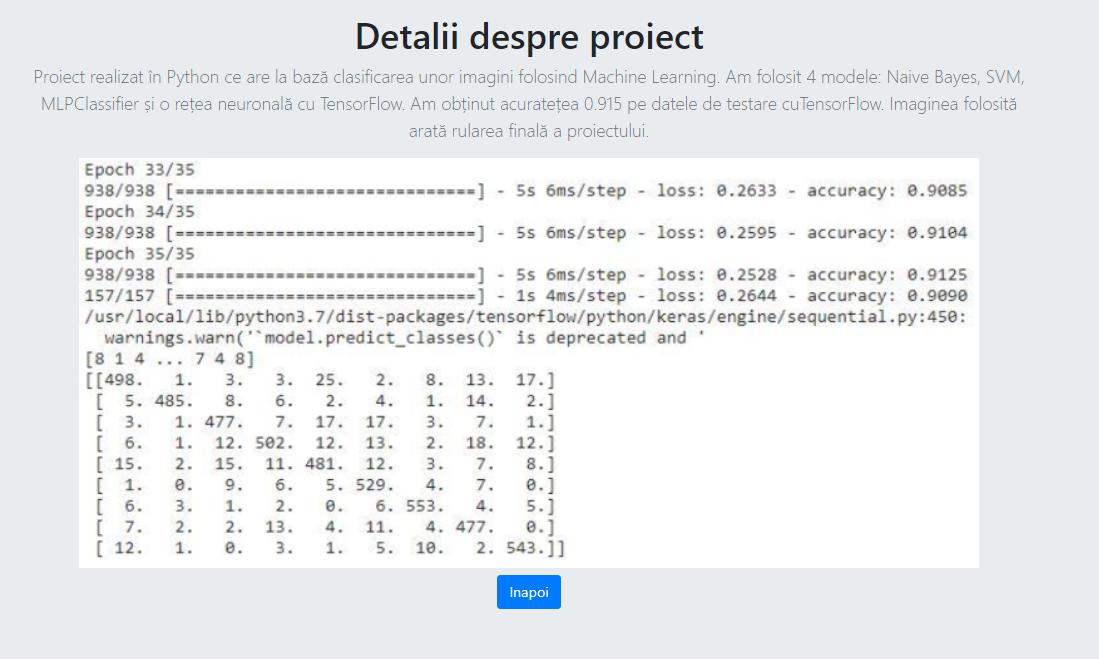 Detalii despre proiect
Proiect realizat în Python ce are la bază clasificarea unor imagini folosind Machine Learning. Am folosit 4 modele: Naive Bayes, SVM,
MLPClassifier și o rețea neuronală cu TensorFlow. Am obținut acuratețea 0.915 pe datele de testare cuTensorFlow. Imaginea folosită
arată rularea finală a proiectului.
Epoch 33/35
938/938 [==============================] - 5s 6ms/step - loss: 0.2633 - accuracy: 0.9085
Epoch 34/35
938/938 [==============================] - 5s 6ms/step - loss: 0.2595 - accuracy: 0.9104
Epoch 35/35
938/938 [==============================] - 5s 6ms/step - loss: 0.2528 - accuracy: 0.9125
157/157 [==============================] - 1s 4ms/step - loss: 0.2644 - accuracy: 0.9090
/usr/local/lib/python3.7/dist-packages/tensorflow/python/keras/engine/sequential.py:450:
  warnings.warn('`model.predict_classes()` is deprecated and '
[8 1 4 ... 7 4 8]
[[498.   1.   3.   3.  25.   2.   8.  13.  17.]
 [  5. 485.   8.   6.   2.   4.   1.  14.   2.]
 [  3.   1. 477.   7.  17.  17.   3.   7.   1.]
 [  6.   1.  12. 502.  12.  13.   2.  18.  12.]
 [ 15.   2.  15.  11. 481.  12.   3.   7.   8.]
 [  1.   0.   9.   6.   5. 529.   4.   7.   0.]
 [  6.   3.   1.   2.   0.   6. 553.   4.   5.]
 [  7.   2.   2.  13.   4.  11.   4. 477.   0.]
 [ 12.   1.   0.   3.   1.   5.  10.   2. 543.]]
Inapoi